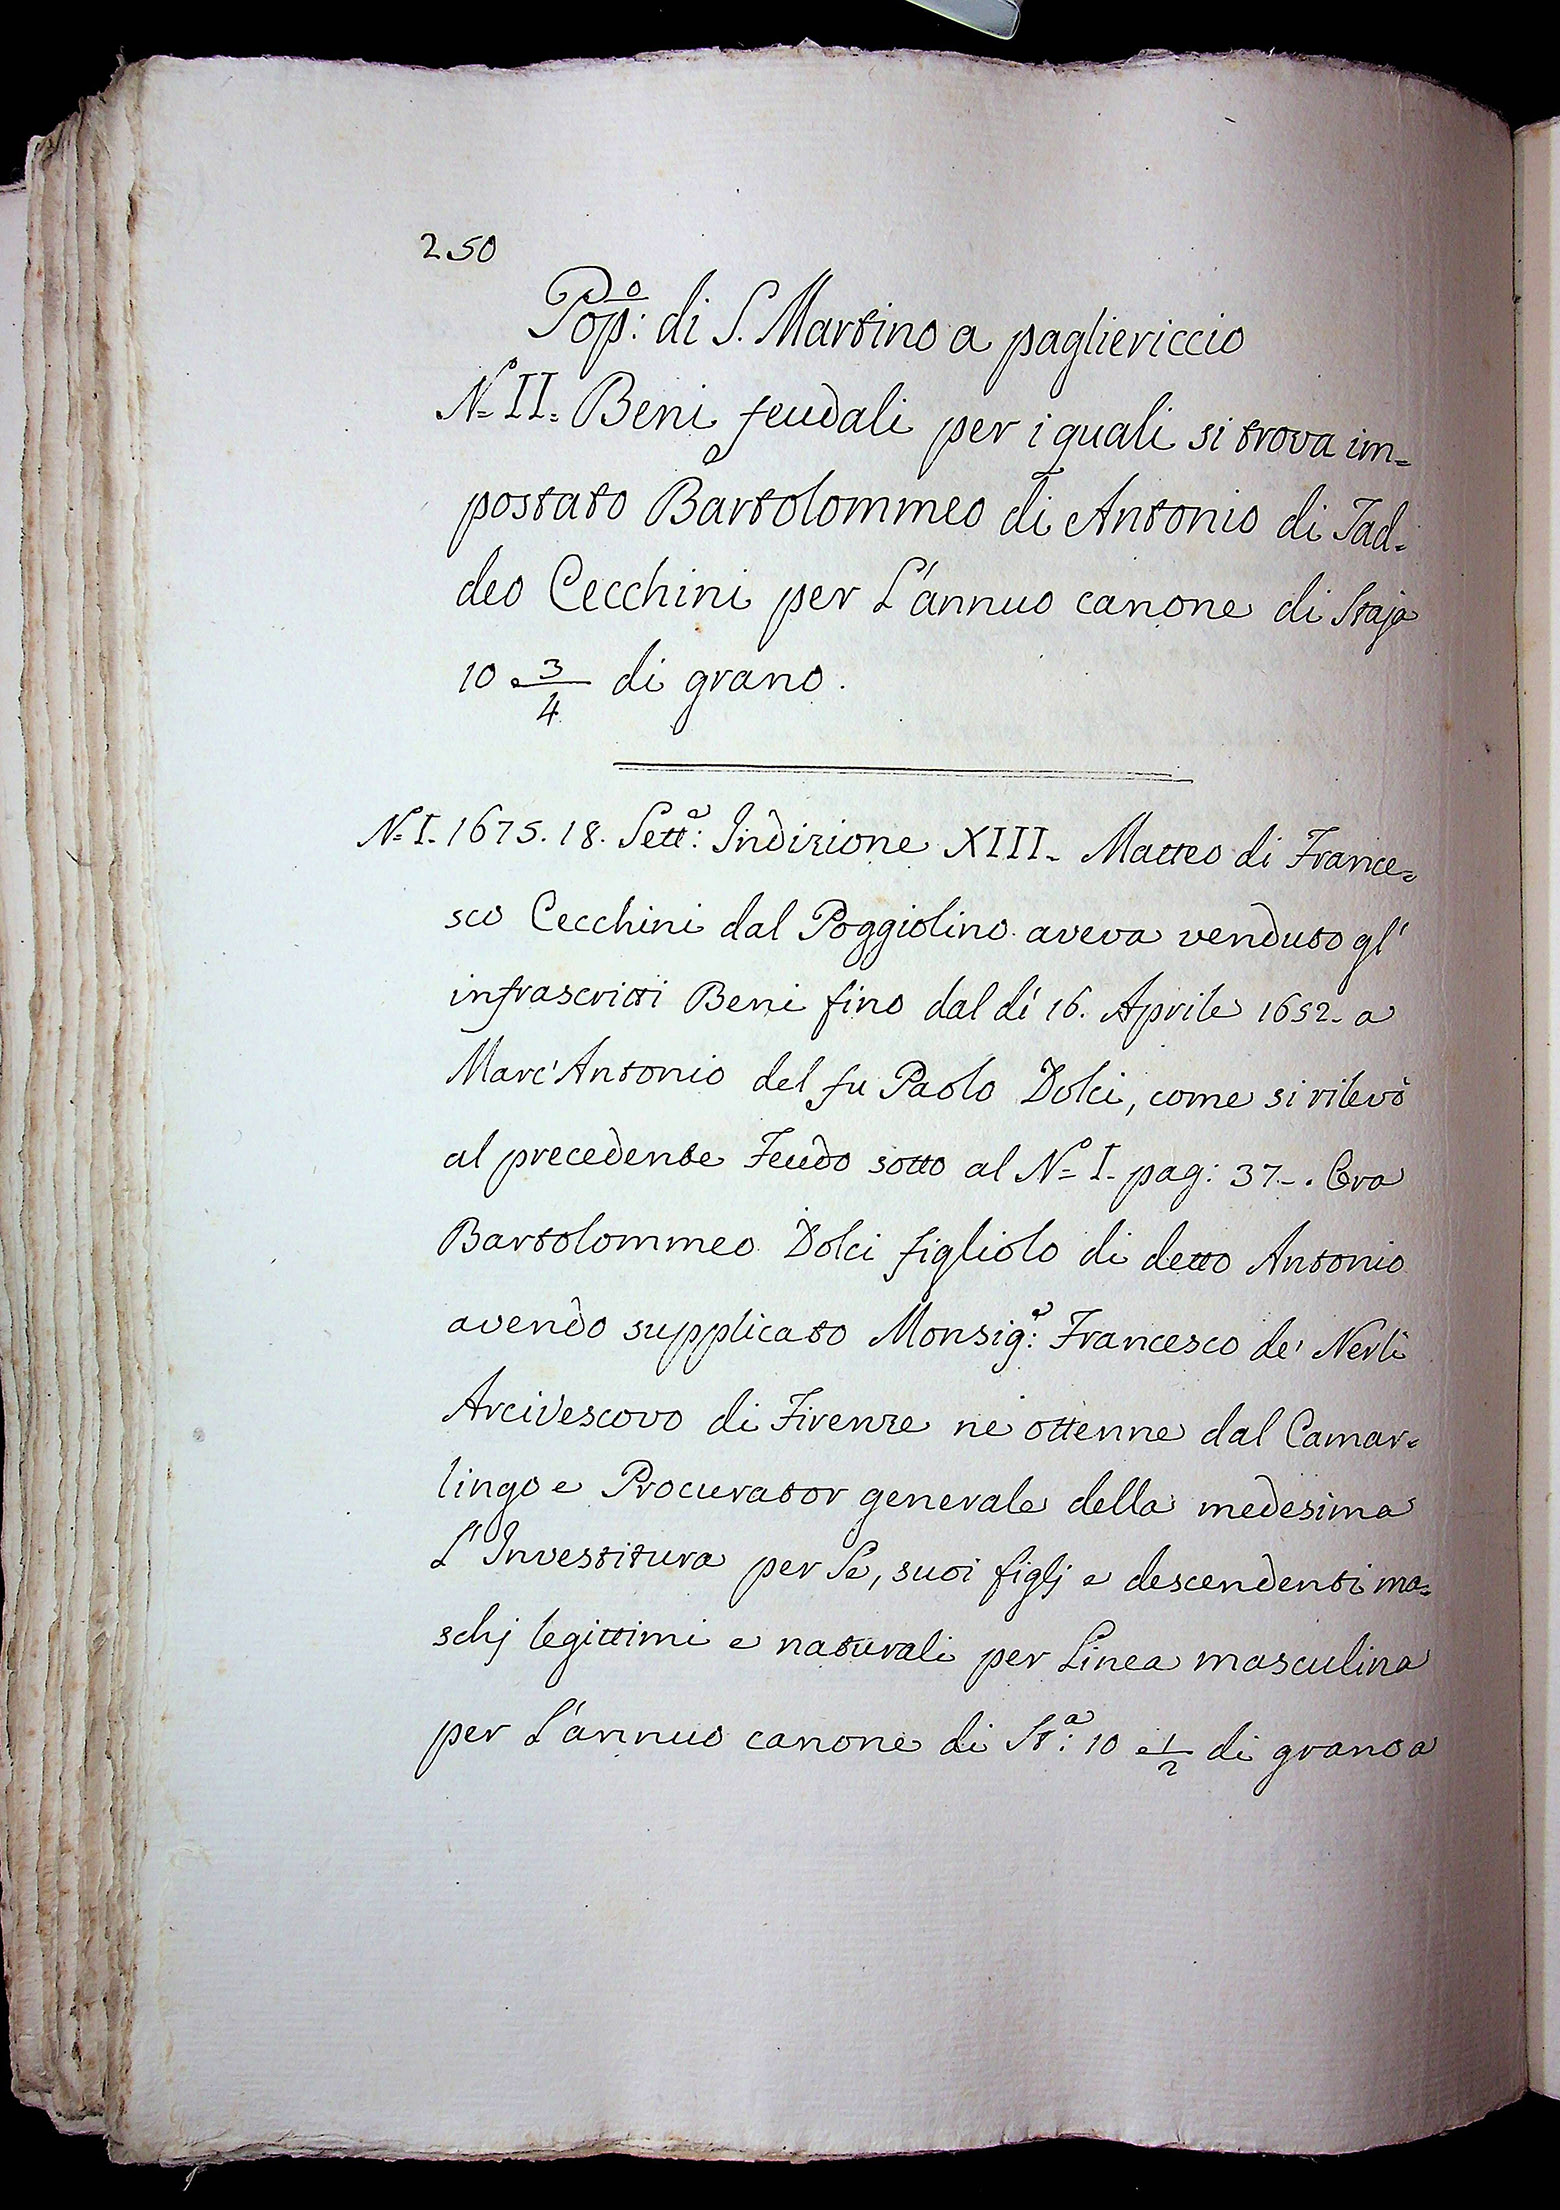 250
Pop:º di S. Martino a pagliericcio
Nº II. Beni feudali per i quali si trova im=
postato Bartolommeo di Antonio di Tad=
deo Cecchini per L'annuo canone di Staja
10 e 3/4 di grano.
Nº I. 1675. 18. Sett:e Indizione XIII. Matteo di France=
sco Cecchini dal Poggiolino aveva venduto gl'
infrascritti Beni fino dal dì 16. Aprile 1652. a
Marc'Antonio del fu Paolo Dolci, come si rilevò
al precedente Feudo sotto al Nº I. pag: 37. Ora
Bartolommeo Dolci figliolo di detto Antonio
avendo supplicato Monsig:e Francesco de' Nerli
Arcivescovo di Firenze ne ottenne dal Camar=
lingo e Procurator generale della medesima
L'Investitura per Se, suoi figlj e descendenti ma=
schj legittimi e naturali per Linea masculina
per L'annuo canone di St:a 10 e 1/2 di grano a